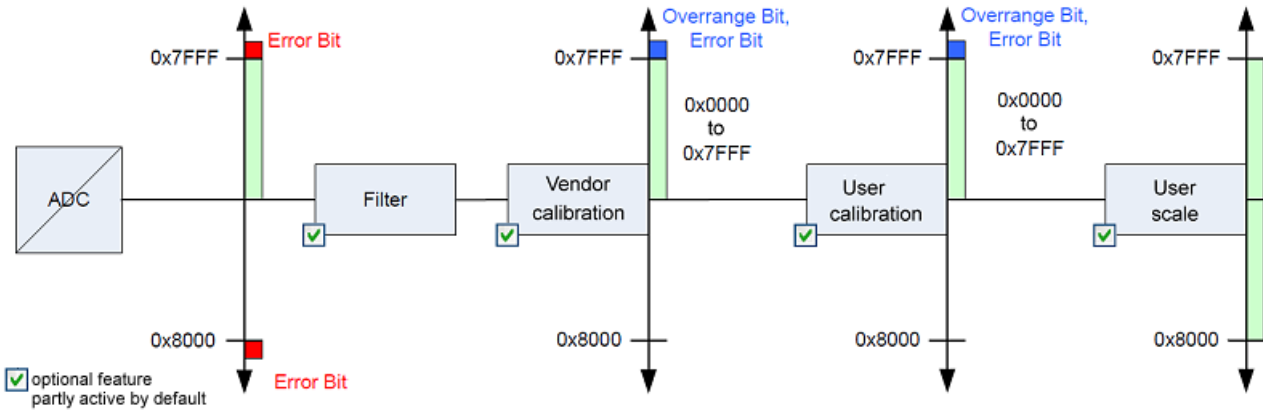 Overrange Bit,
Error Bit
Overrange Bit,
Error Bit
Error Bit
0x7FFF
0x7FFF
0x7FFF
0x7FFF
0x0000
to
0x7FFF
0x0000
to
0x7FFF
ADC
Filter
Vendor
calibration
User
calibration
User
scale
0x8000
0x8000
0x8000
0x8000
Error Bit
optional feature
partly active by default